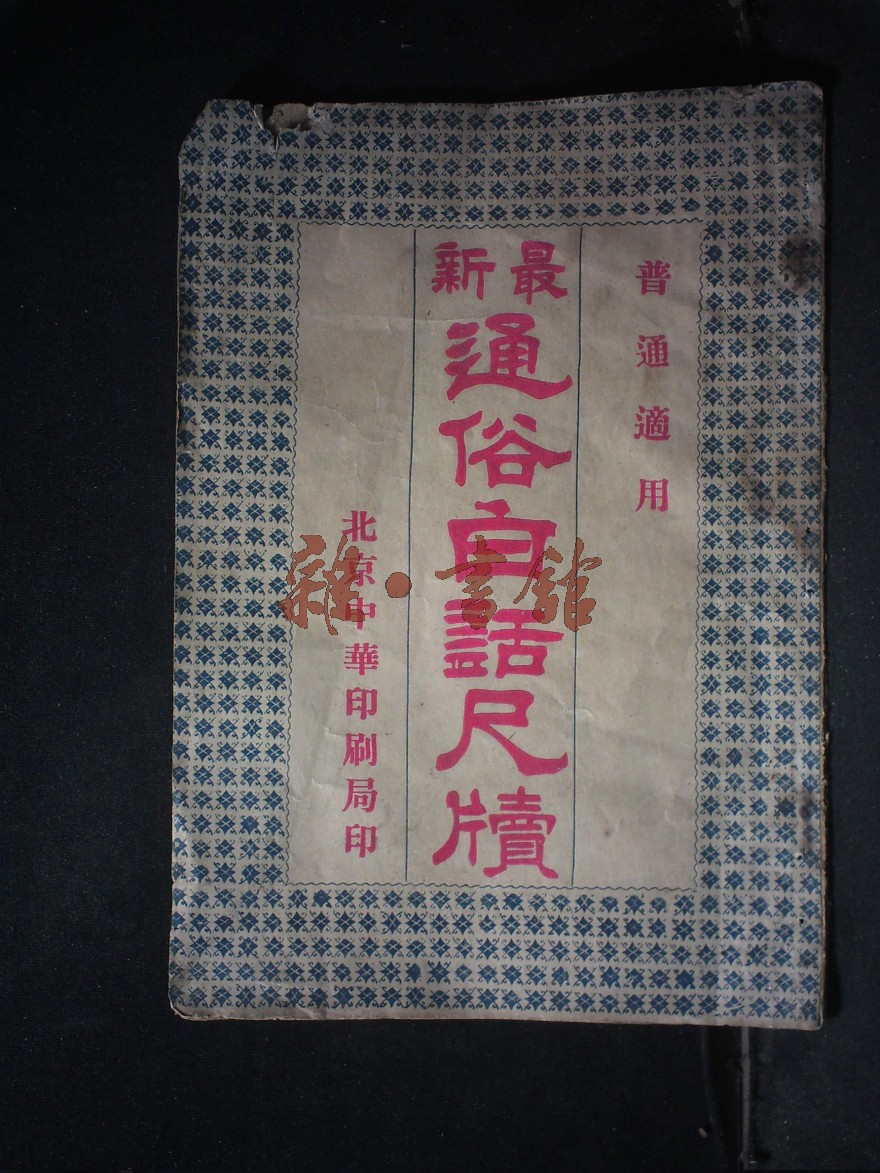 普通適用
最新
通俗白話尺牘
北京中華印刷局印
雜·書館